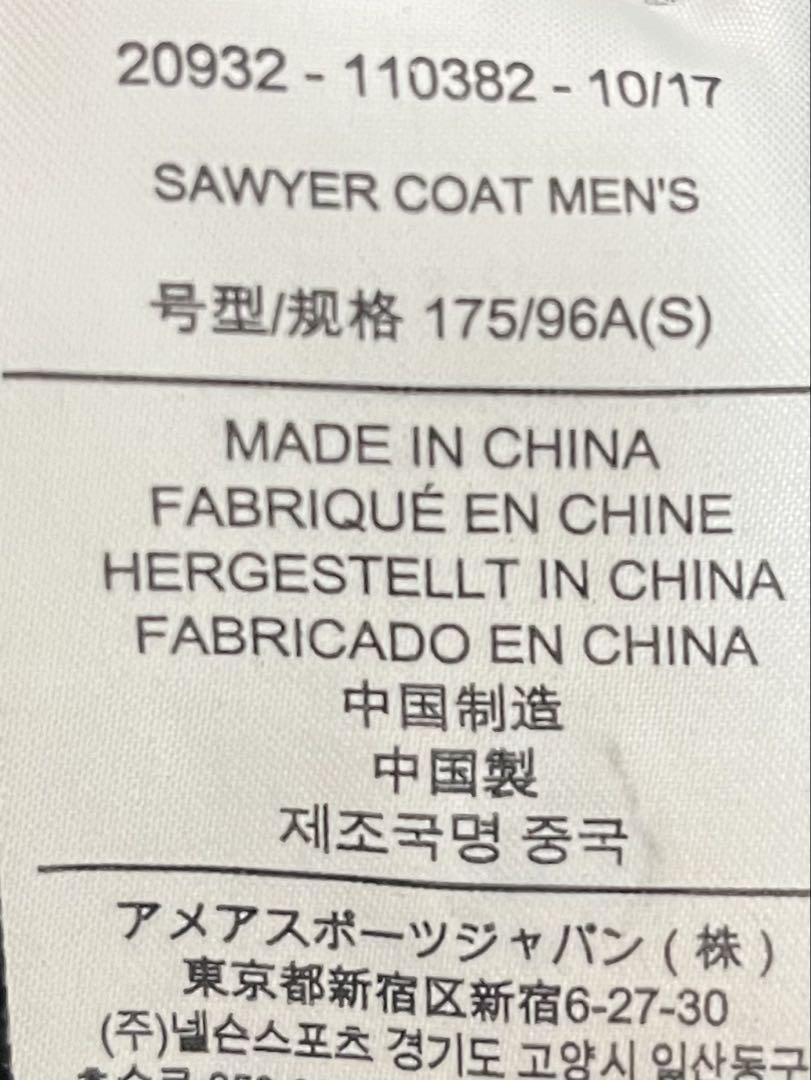 20932 - 110382 - 10/17
SAWYER COAT MEN'S
号型/规格 175/96A(S)
MADE IN CHINA
FABRIQUÉ EN CHINE
HERGESTELLT IN CHINA
FABRICADO EN CHINA
中国制造
中国製
제조국명 중국
アメアスポーツジャパン(株)
東京都新宿区新宿6-27-30
(주)넬슨스포츠 경기도 고양시 일산동구